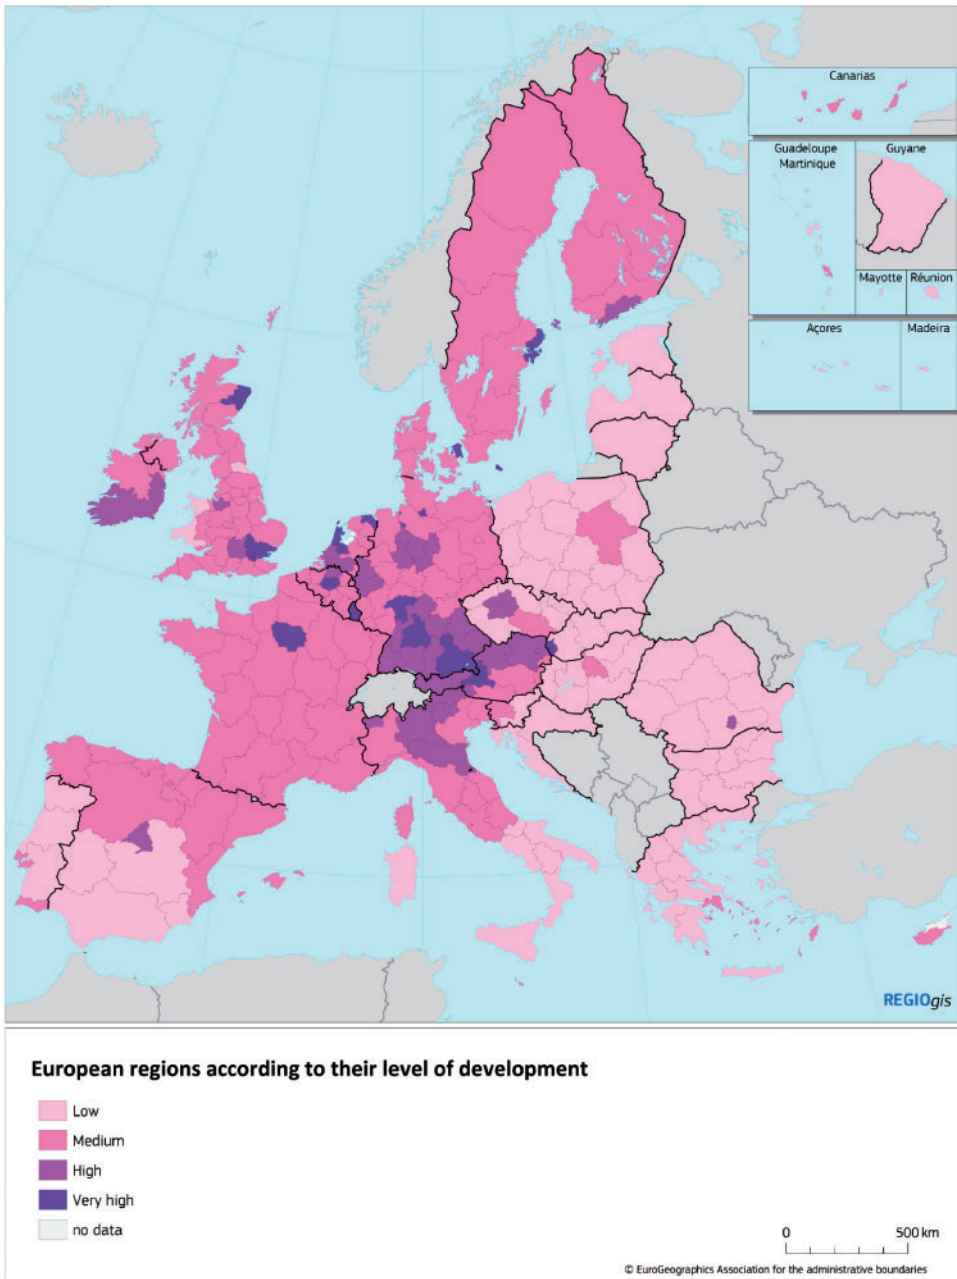 Canarias
Guadeloupe
Martinique
Guyane
Mayotte
Réunion
Açores
Madeira
REGIOgis
European regions according to their level of development
Low
Medium
High
Very high
no data
0 500 km
© EuroGeographics Association for the administrative boundaries